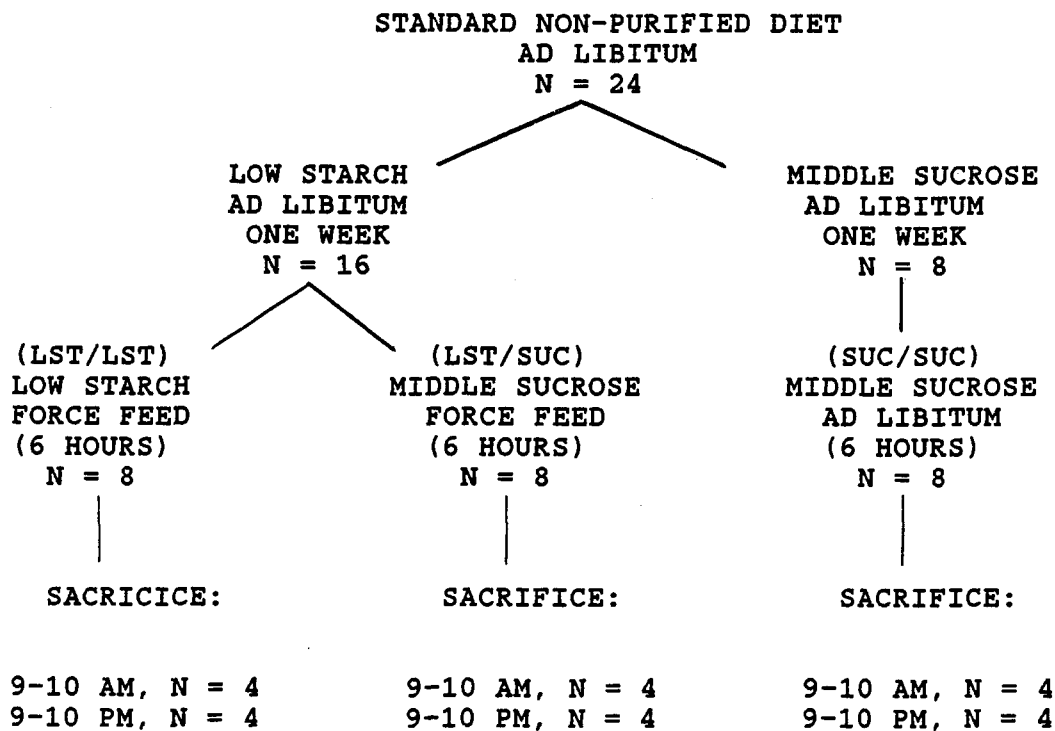 STANDARD NON-PURIFIED DIET
AD LIBITUM
N = 24
LOW STARCH
AD LIBITUM
ONE WEEK
N = 16
MIDDLE SUCROSE
AD LIBITUM
ONE WEEK
N = 8
(LST/LST)
LOW STARCH
FORCE FEED
(6 HOURS)
N = 8
(LST/SUC)
MIDDLE SUCROSE
FORCE FEED
(6 HOURS)
N = 8
(SUC/SUC)
MIDDLE SUCROSE
AD LIBITUM
(6 HOURS)
N = 8
SACRICICE:
9-10 AM, N = 4
9-10 PM, N = 4
SACRIFICE:
9-10 AM, N = 4
9-10 PM, N = 4
SACRIFICE:
9-10 AM, N = 4
9-10 PM, N = 4